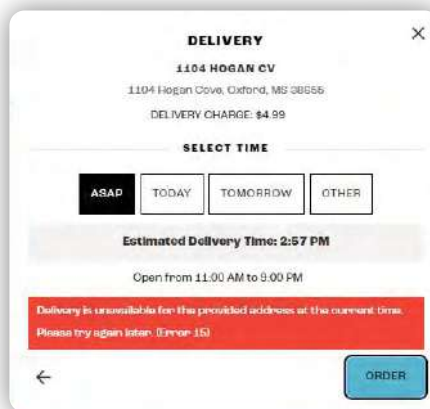 DELIVERY
1104 HOGAN CV
1104 Hogan Cove, Oxford, MS 38655
DELIVERY CHARGE: $4.99
SELECT TIME
ASAP TODAY TOMORROW OTHER
Estimated Delivery Time: 2:57 PM
Open from 11:00 AM to 9:00 PM
Delivery is unavailable for the provided address at the current time.
Please try again later. (Error 15)
ORDER